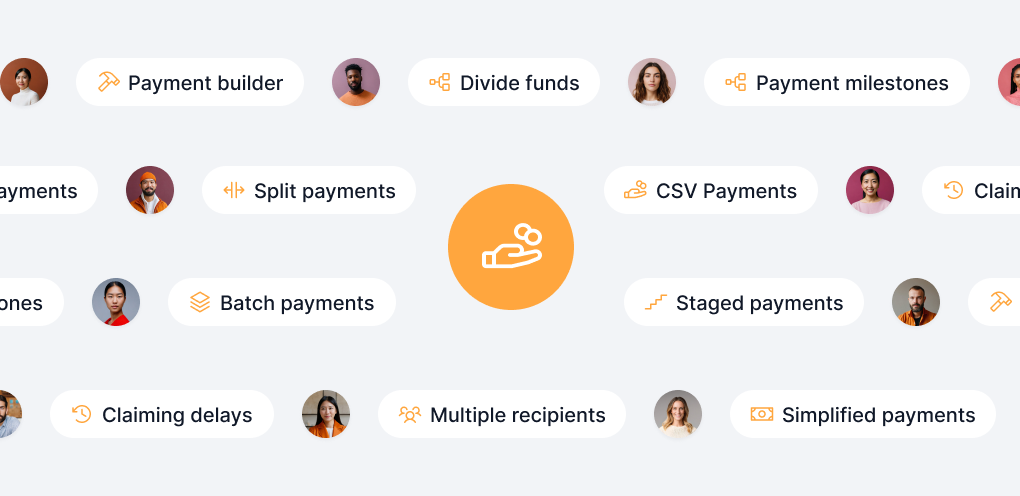 Payment builder
Divide funds
Payment milestones
ayments
Split payments
CSV Payments
Claim
ones
Batch payments
Staged payments
Claiming delays
Multiple recipients
Simplified payments